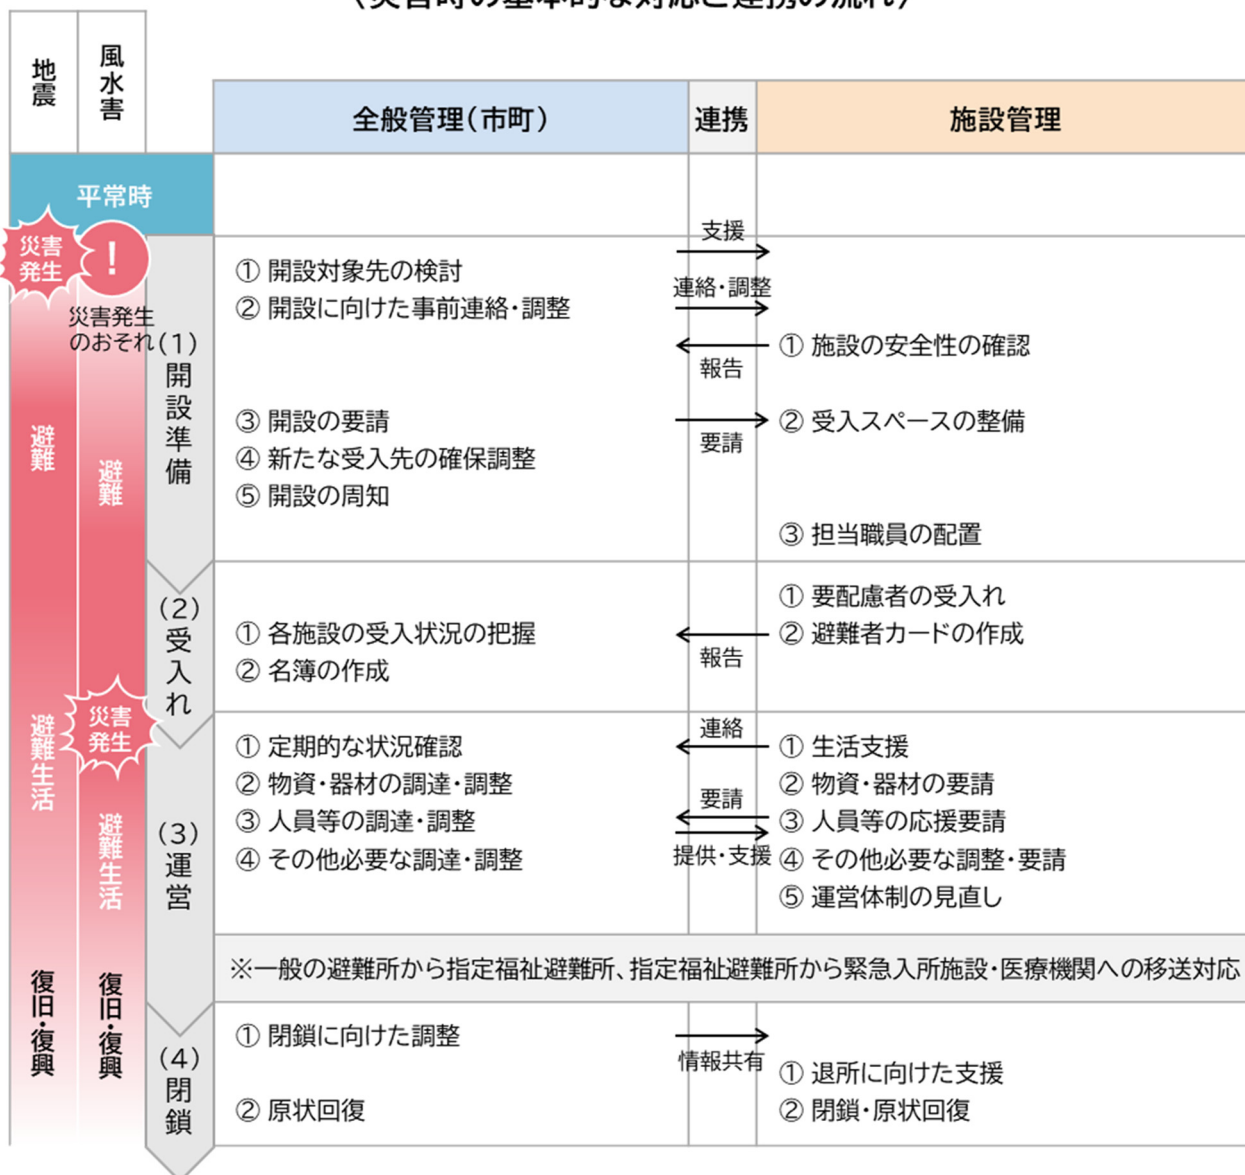 （災害時の基本的な対応と連携の流れ）
地震
風水害
全般管理（市町）
連携
施設管理
平常時
災害
発生
！
災害発生
のおそれ
避難
避難
避難生活
災害
発生
避難生活
復旧・復興
復旧・復興
（1）開設準備
① 開設対象先の検討
② 開設に向けた事前連絡・調整
③ 開設の要請
④ 新たな受入先の確保調整
⑤ 開設の周知
支援
連絡・調整
報告
要請
① 施設の安全性の確認
② 受入スペースの整備
③ 担当職員の配置
（2）受入れ
① 各施設の受入状況の把握
② 名簿の作成
報告
① 要配慮者の受入れ
② 避難者カードの作成
（3）運営
① 定期的な状況確認
② 物資・器材の調達・調整
③ 人員等の調達・調整
④ その他必要な調達・調整
連絡
要請
提供・支援
① 生活支援
② 物資・器材の要請
③ 人員等の応援要請
④ その他必要な調整・要請
⑤ 運営体制の見直し
※一般の避難所から指定福祉避難所、指定福祉避難所から緊急入所施設・医療機関への移送対応
（4）閉鎖
① 閉鎖に向けた調整
② 原状回復
情報共有
① 退所に向けた支援
② 閉鎖・原状回復